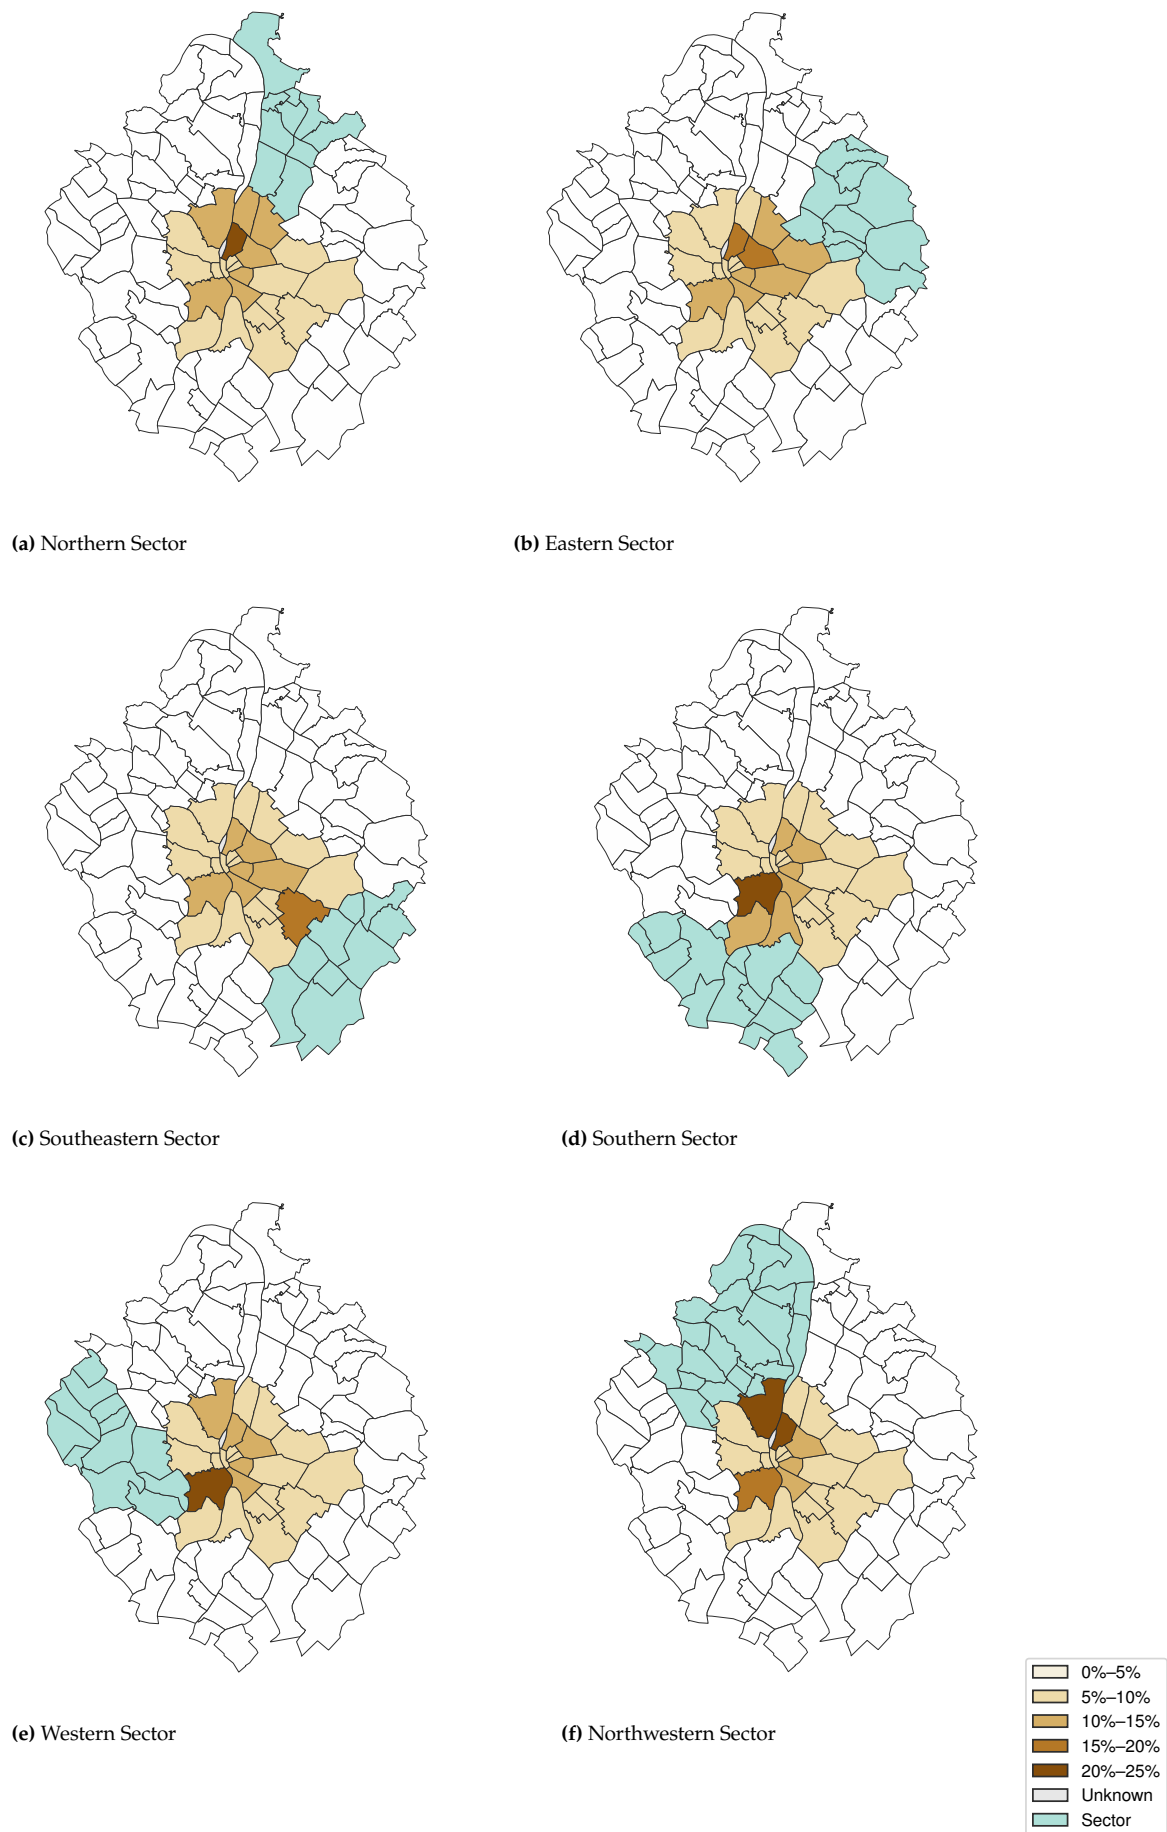 (a) Northern Sector
(b) Eastern Sector
(c) Southeastern Sector
(d) Southern Sector
(e) Western Sector
(f) Northwestern Sector
0%–5%
5%–10%
10%–15%
15%–20%
20%–25%
Unknown
Sector